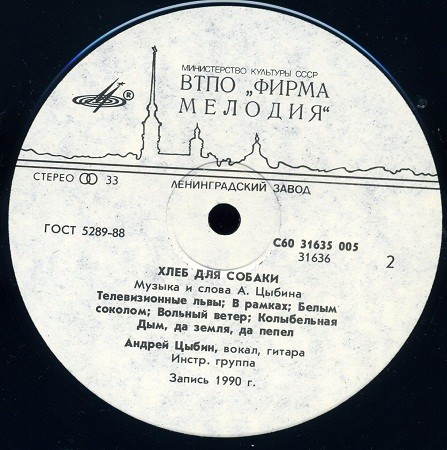 МИНИСТЕРСТВО КУЛЬТУРЫ СССР
ВТПО „ФИРМА
МЕЛОДИЯ“
®
СТЕРЕО 33
ЛЕНИНГРАДСКИЙ ЗАВОД
ГОСТ 5289-88
С60 31635 005
31636
2
ХЛЕБ ДЛЯ СОБАКИ
Музыка и слова А. Цыбина
Телевизионные львы; В рамках; Белым
соколом; Вольный ветер; Колыбельная
Дым, да земля, да пепел
Андрей Цыбин, вокал, гитара
Инстр. группа
Запись 1990 г.